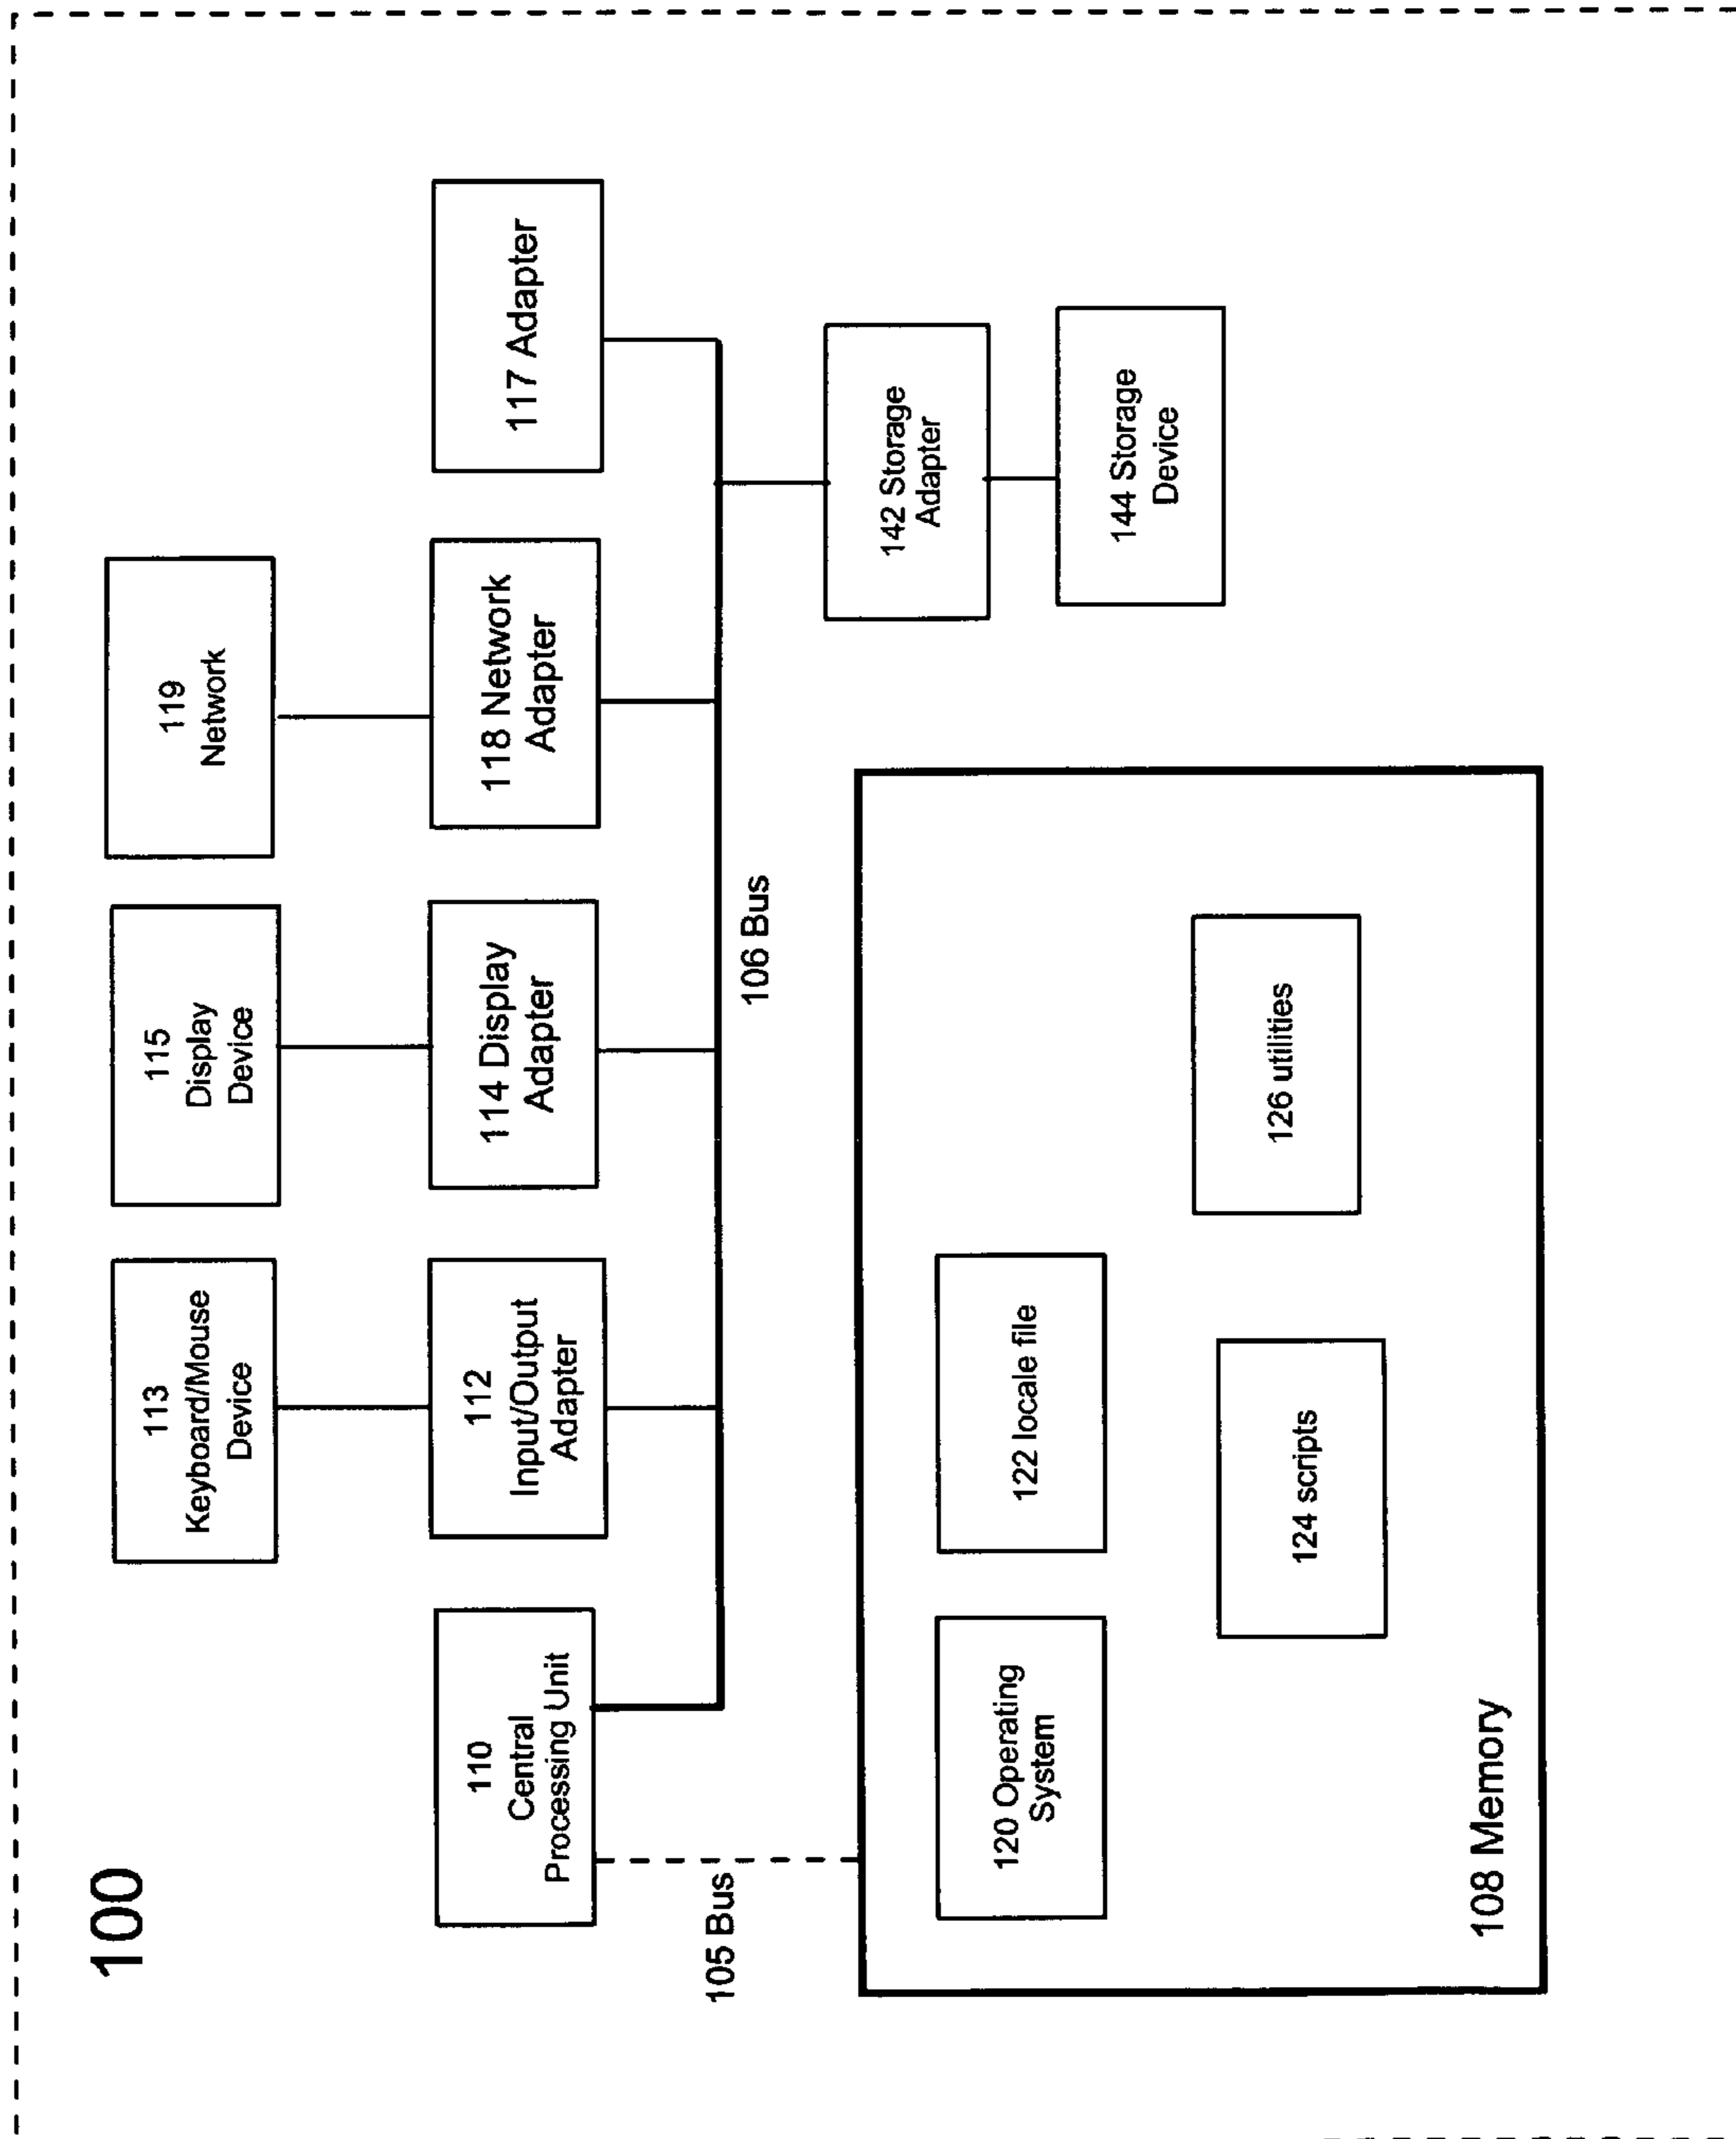 100
113
Keyboard/Mouse
Device
115
Display
Device
119
Network
110
Central
Processing Unit
112
Input/Output
Adapter
114 Display
Adapter
118 Network
Adapter
117 Adapter
105 Bus
106 Bus
142 Storage
Adapter
144 Storage
Device
120 Operating
System
122 locale file
124 scripts
126 utilities
108 Memory